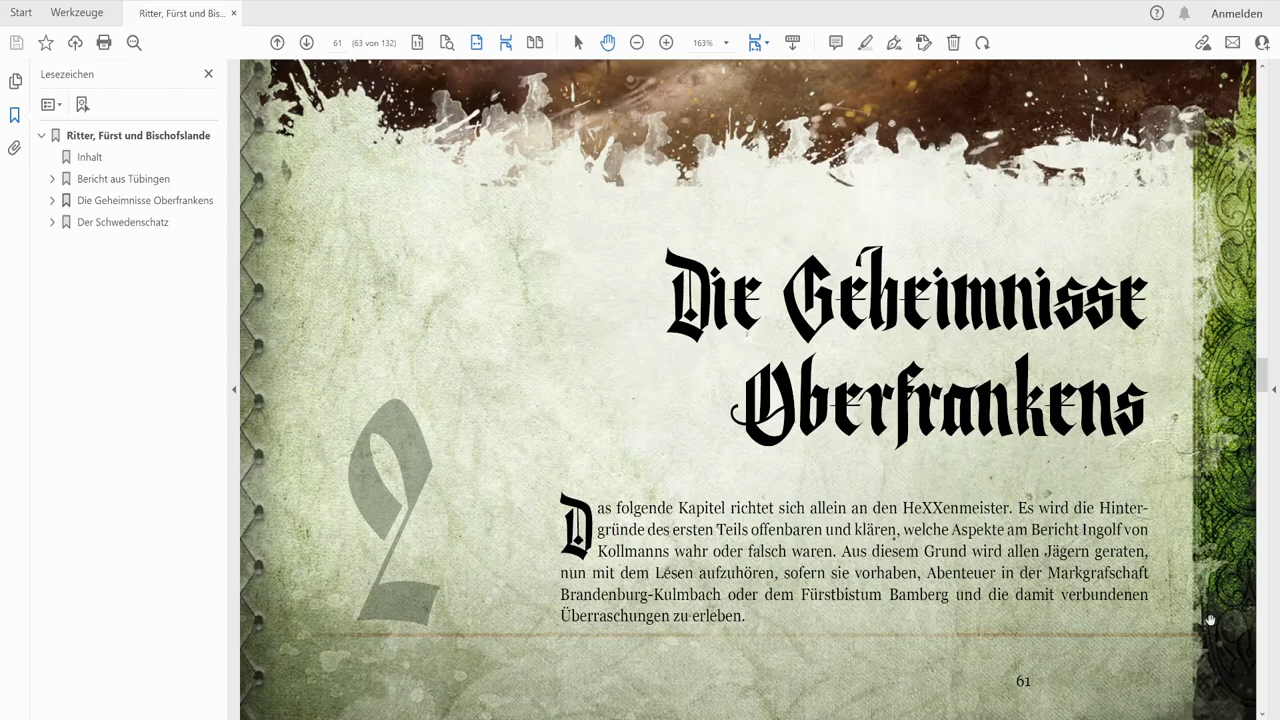 Start
Werkzeuge
Ritter, Fürst und Bis... ×
Anmelden
61 (63 von 132)
163%
Lesezeichen
Ritter, Fürst und Bischofslande
Inhalt
Bericht aus Tübingen
Die Geheimnisse Oberfrankens
Der Schwedenschatz
Die Geheimnisse
Oberfrankens
2
Das folgende Kapitel richtet sich allein an den HeXXenmeister. Es wird die Hinter-
gründe des ersten Teils offenbaren und klären, welche Aspekte am Bericht Ingolf von
Kollmanns wahr oder falsch waren. Aus diesem Grund wird allen Jägern geraten,
nun mit dem Lesen aufzuhören, sofern sie vorhaben, Abenteuer in der Markgrafschaft
Brandenburg-Kulmbach oder dem Fürstbistum Bamberg und die damit verbundenen
Überraschungen zu erleben.
61